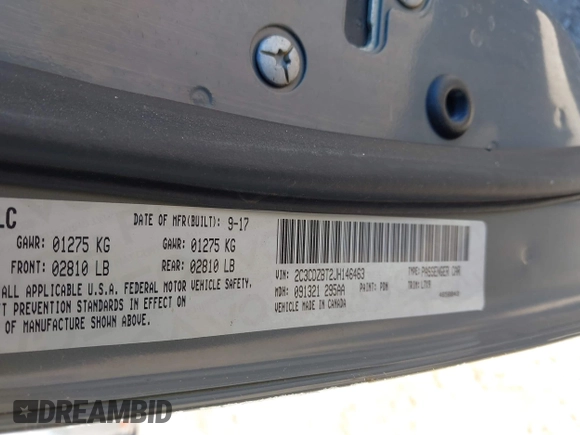 LC
DATE OF MFR(BUILT): 9-17
GAWR: 01275 KG GAWR: 01275 KG
FRONT: 02810 LB REAR: 02810 LB
ALL APPLICABLE U.S.A. FEDERAL MOTOR VEHICLE SAFETY,
T PREVENTION STANDARDS IN EFFECT ON
OF MANUFACTURE SHOWN ABOVE.
VIN: 2C3CDZBT2JH146463 TYPE: PASSENGER CAR
MDH: 091321 295AA PAINT: PDN TRIM: LTX9
VEHICLE MADE IN CANADA
DREAMBID